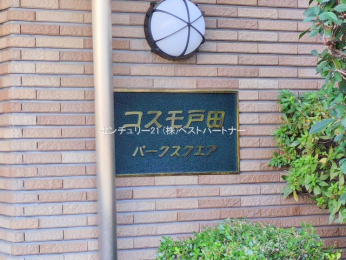 コスモ戸田
センチュリー21(株)ベストパートナー
パークスクエア